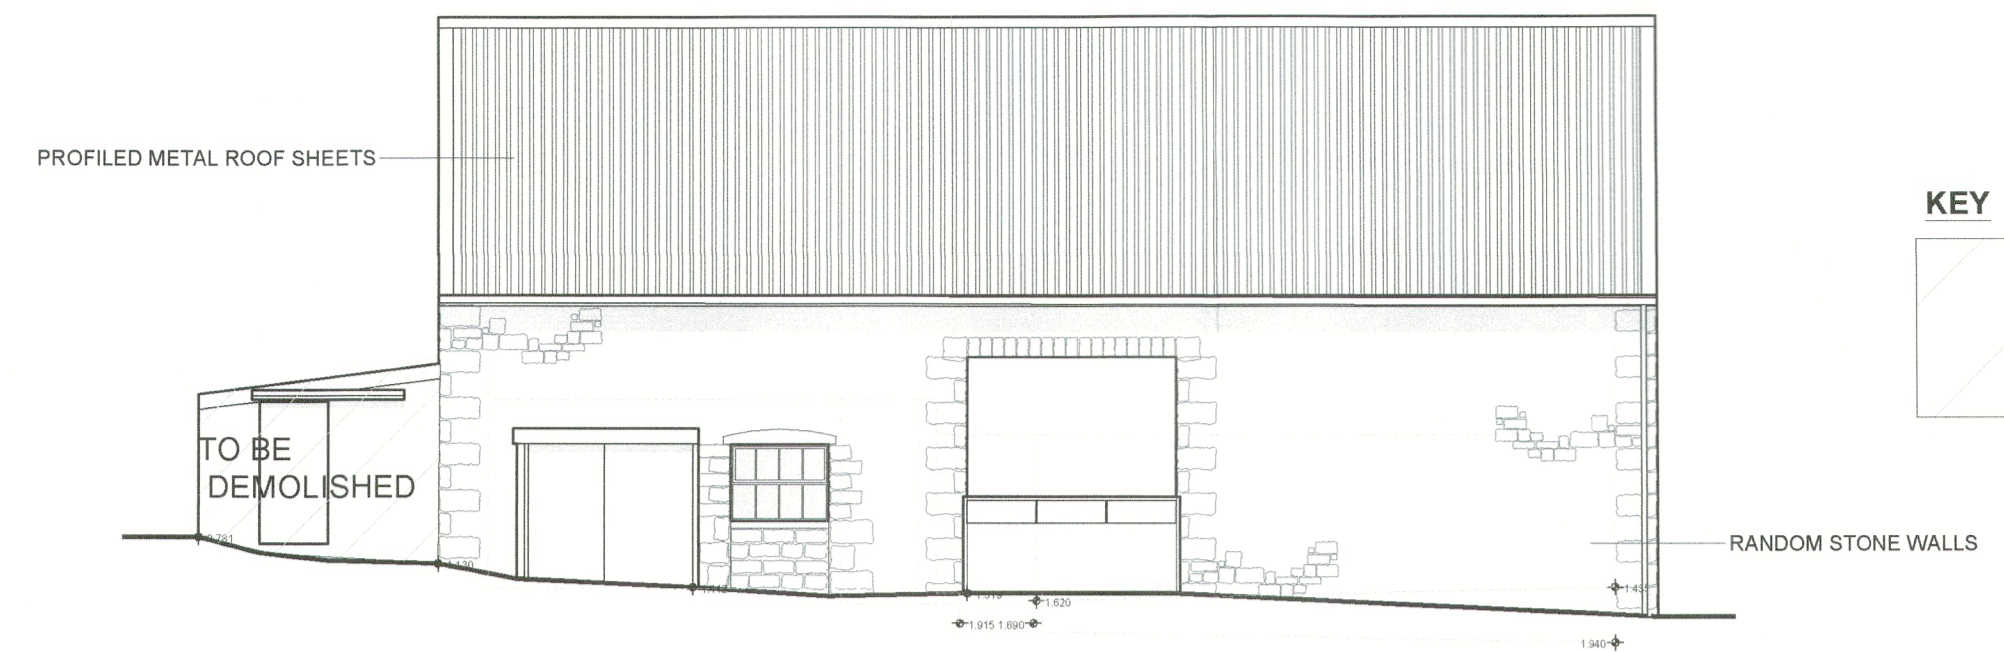 PROFILED METAL ROOF SHEETS
KEY
TO BE
DEMOLISHED
RANDOM STONE WALLS
1.620
1.915 1.690
1.940